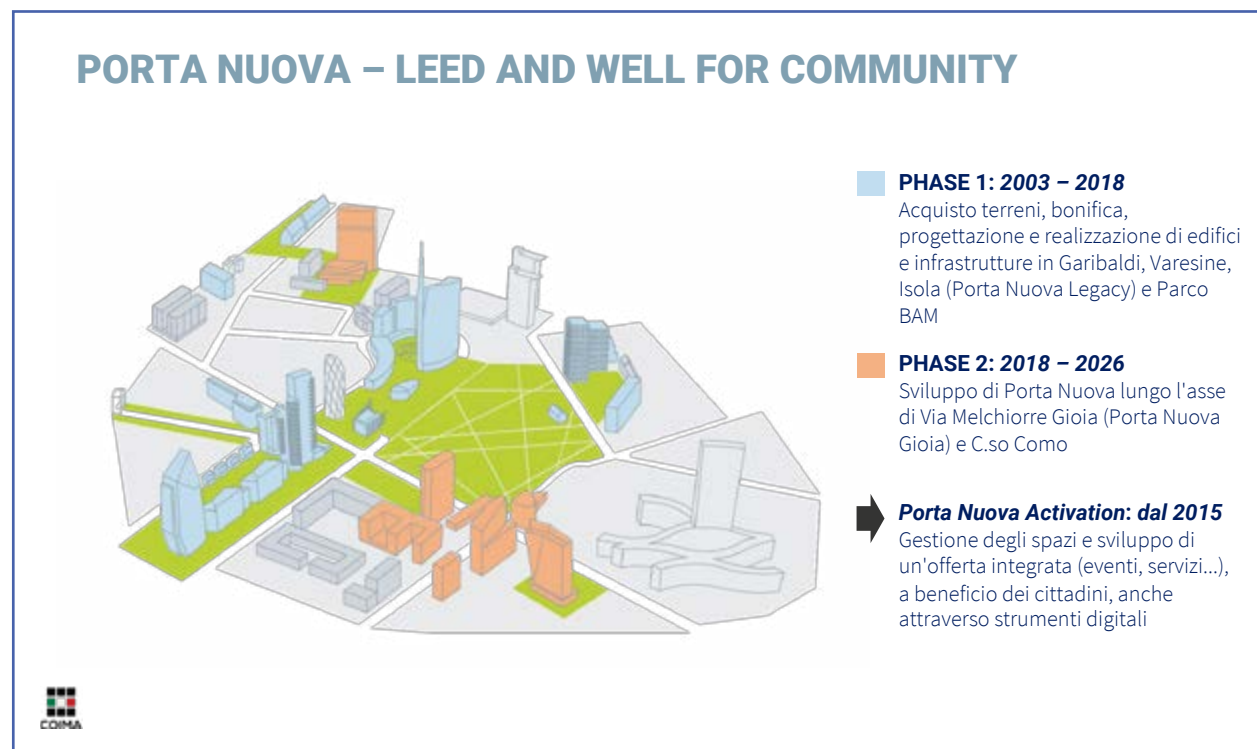 PORTA NUOVA – LEED AND WELL FOR COMMUNITY
PHASE 1: 2003 – 2018
Acquisto terreni, bonifica,
progettazione e realizzazione di edifici
e infrastrutture in Garibaldi, Varesine,
Isola (Porta Nuova Legacy) e Parco
BAM
PHASE 2: 2018 – 2026
Sviluppo di Porta Nuova lungo l'asse
di Via Melchiorre Gioia (Porta Nuova
Gioia) e C.so Como
Porta Nuova Activation: dal 2015
Gestione degli spazi e sviluppo di
un'offerta integrata (eventi, servizi...),
a beneficio dei cittadini, anche
attraverso strumenti digitali
COIMA